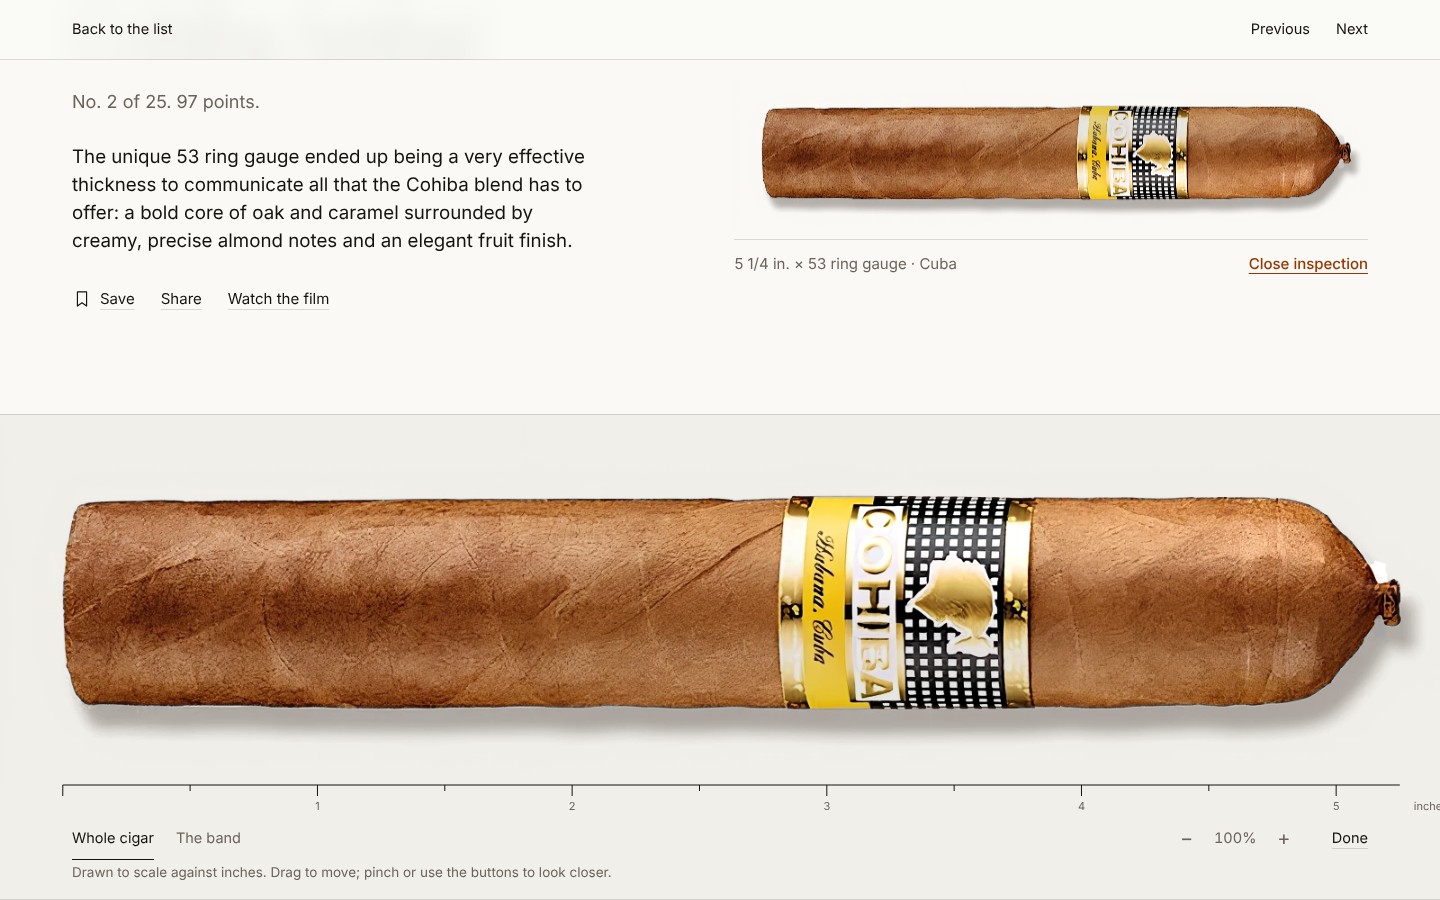 Back to the list
Previous
Next
No. 2 of 25. 97 points.
The unique 53 ring gauge ended up being a very effective
thickness to communicate all that the Cohiba blend has to
offer: a bold core of oak and caramel surrounded by
creamy, precise almond notes and an elegant fruit finish.
Save
Share
Watch the film
Habana, Cuba
COHIBA
5 1/4 in. × 53 ring gauge · Cuba
Close inspection
Habana, Cuba
COHIBA
1
2
3
4
5
inche
Whole cigar
The band
− 100% +
Done
Drawn to scale against inches. Drag to move; pinch or use the buttons to look closer.